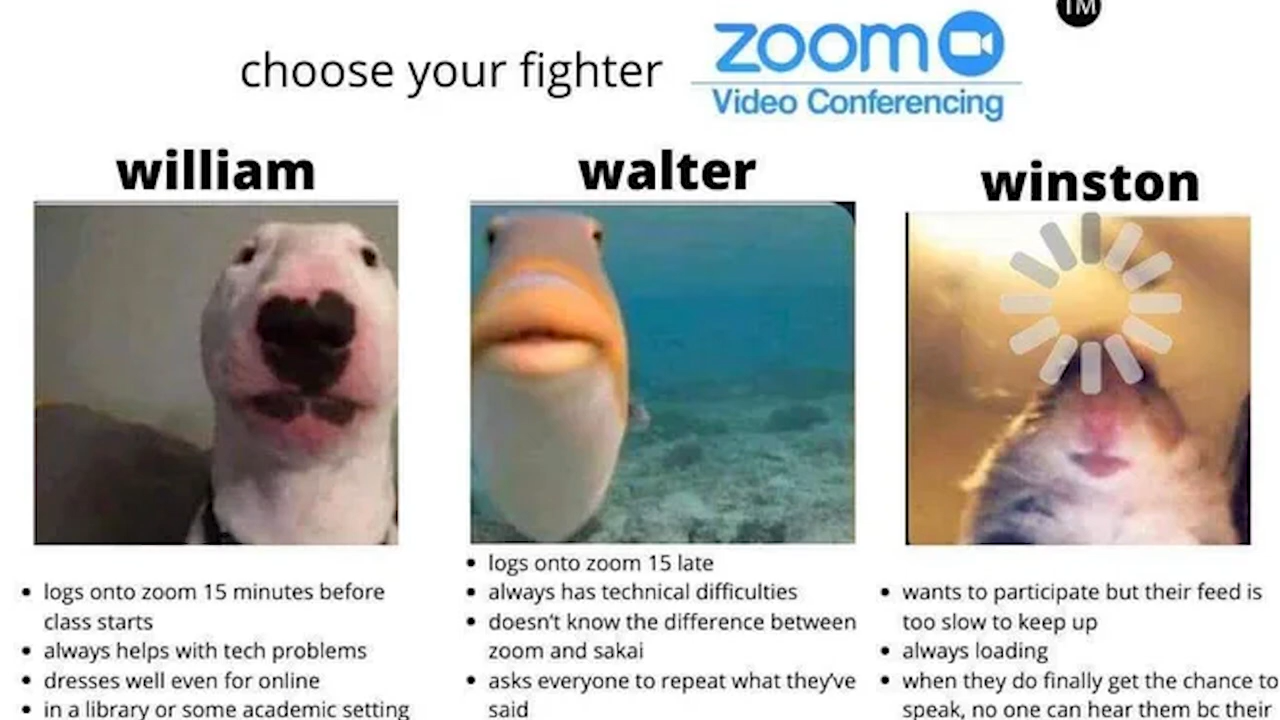 TM
choose your fighter
zoom
Video Conferencing
william
walter
winston
• logs onto zoom 15 minutes before
class starts
• always helps with tech problems
• dresses well even for online
• in a library or some academic setting
• logs onto zoom 15 late
• always has technical difficulties
• doesn't know the difference between
zoom and sakai
• asks everyone to repeat what they've
said
• wants to participate but their feed is
too slow to keep up
• always loading
• when they do finally get the chance to
speak, no one can hear them bc their